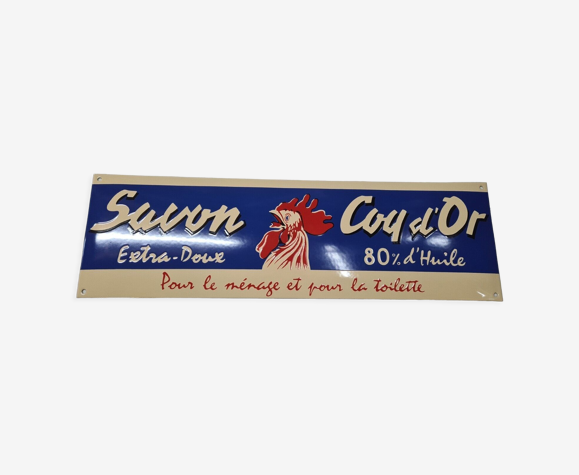 Savon Coq d'Or
Extra-Doux 80% d'Huile
Pour le ménage et pour la toilette